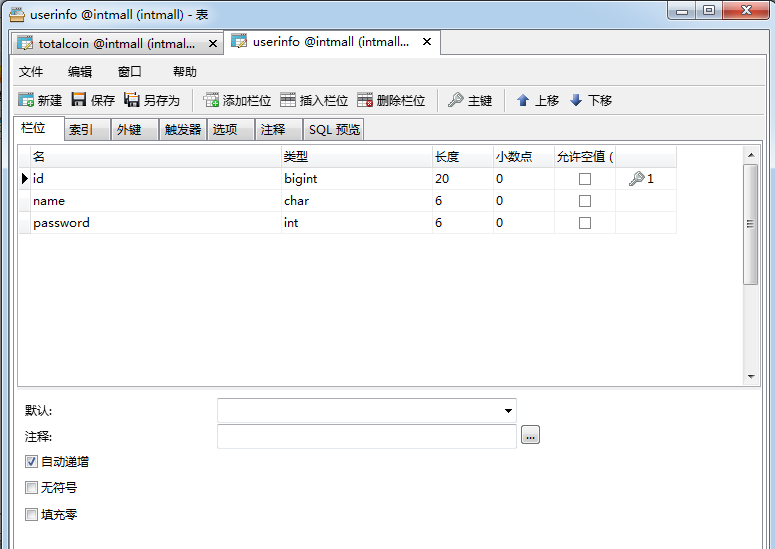 userinfo @intmall (intmall) - 表
totalcoin @intmall (intmal... userinfo @intmall (intmall...
文件 编辑 窗口 帮助
新建 保存 另存为 添加栏位 插入栏位 删除栏位 主键 上移 下移
栏位 索引 外键 触发器 选项 注释 SQL 预览
名 类型 长度 小数点 允许空值 (
id bigint 20 0 1
name char 6 0
password int 6 0
默认:
注释: ...
自动递增
无符号
填充零